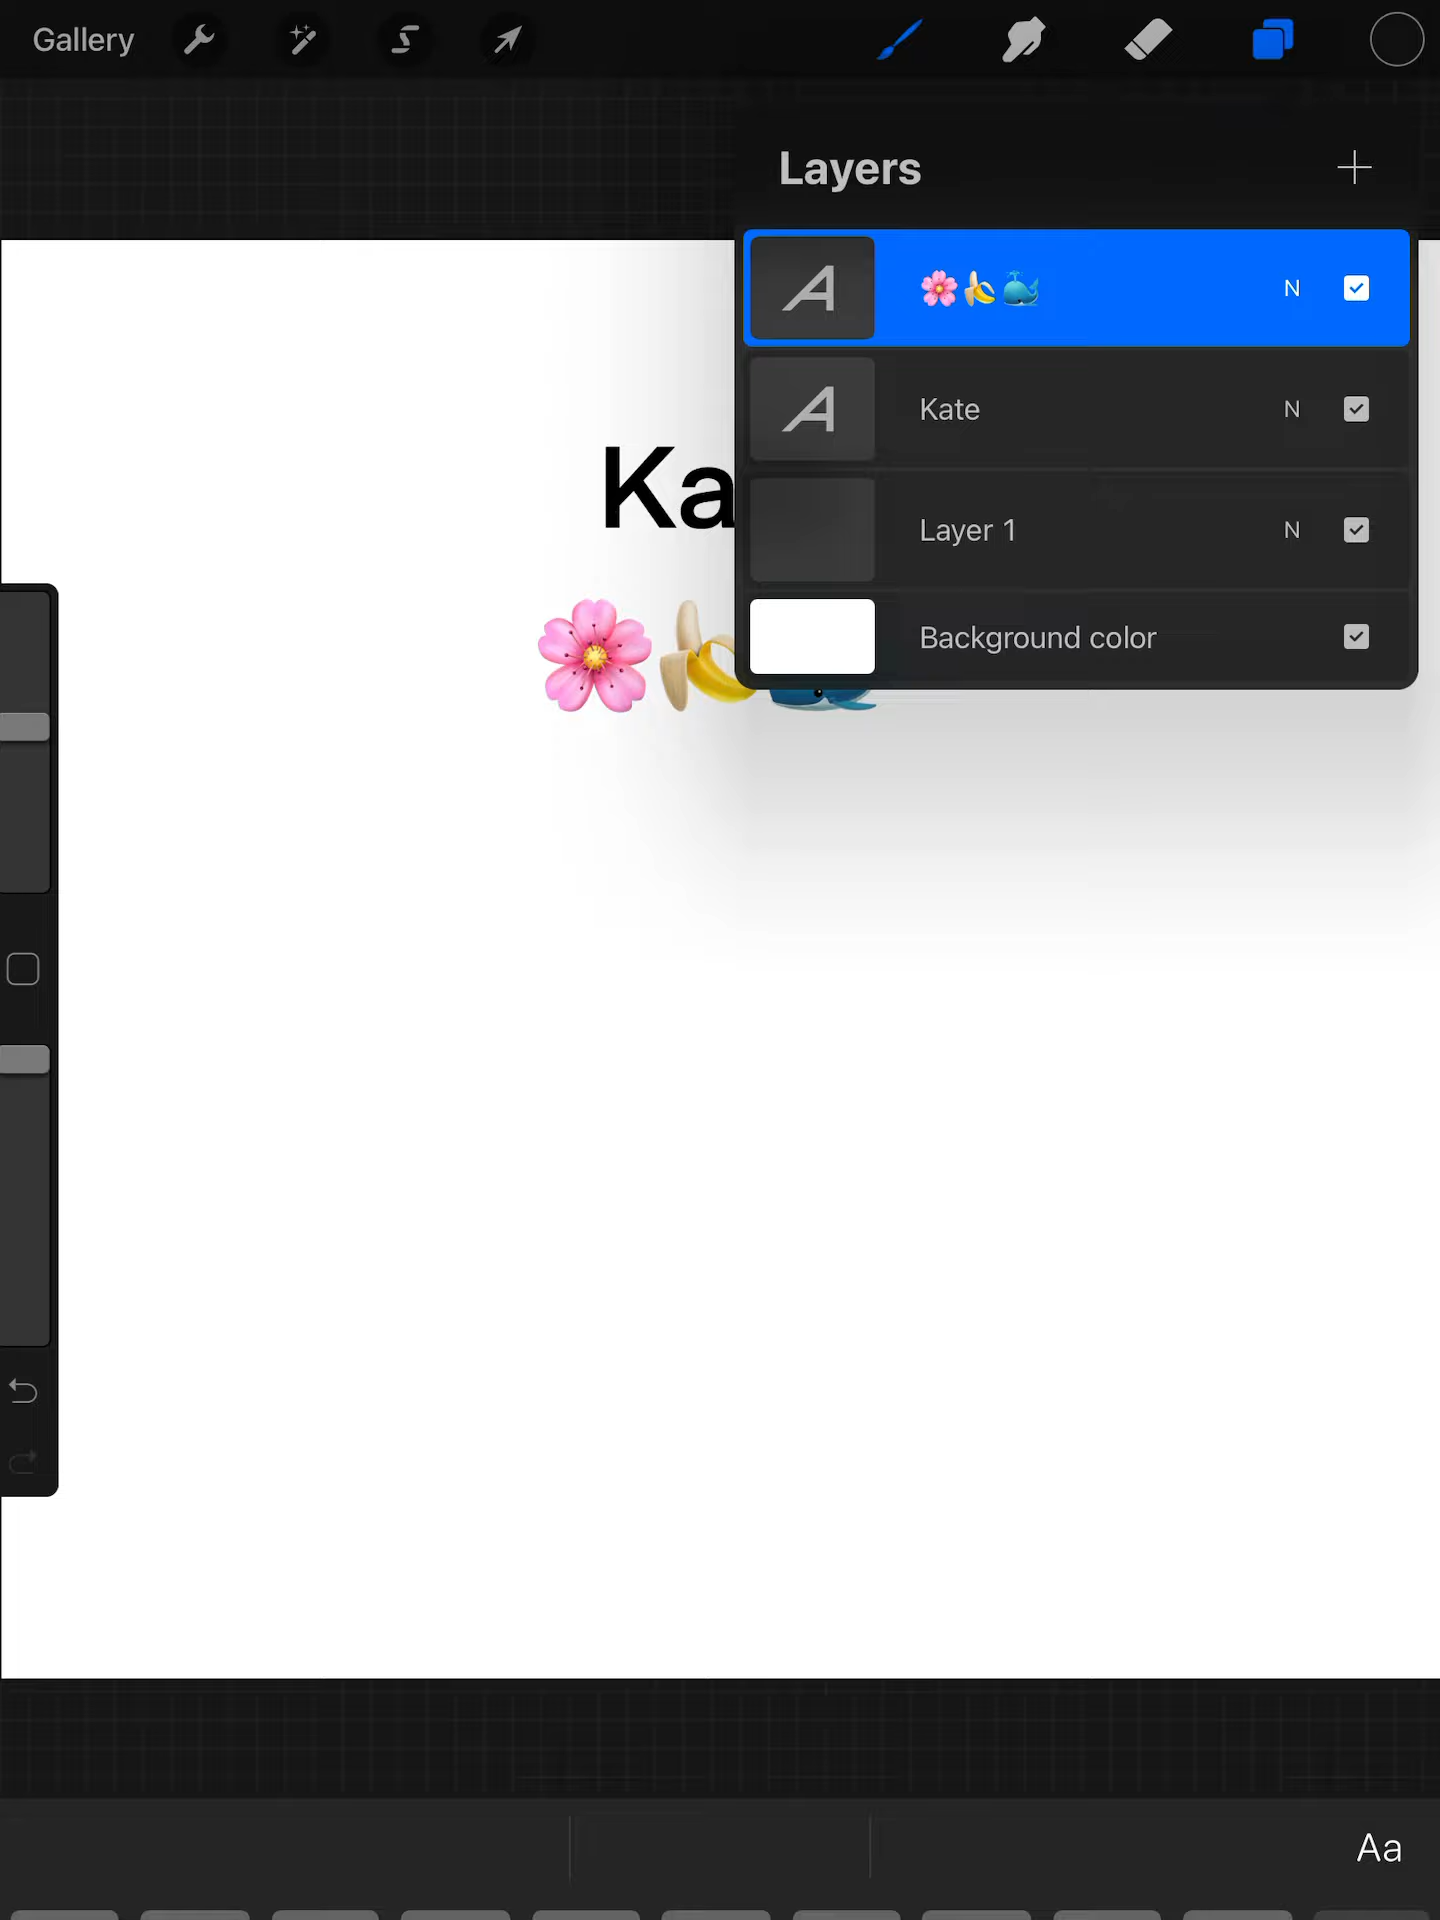 Gallery
Layers
🌸🍌🐳 N
Kate N
Layer 1 N
Background color
Ka
🌸🍌🐳
Aa